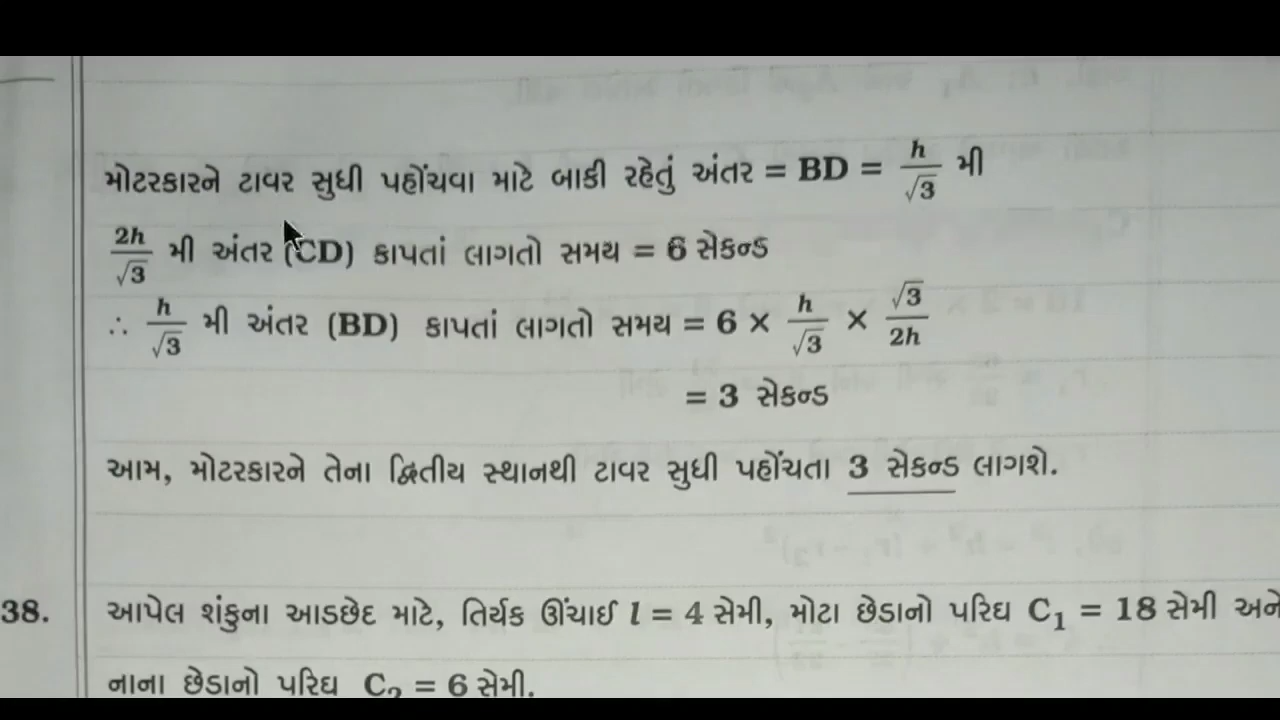 મોટરકારને ટાવર સુધી પહોંચવા માટે બાકી રહેતું અંતર = BD = h/√3 મી
2h/√3 મી અંતર (CD) કાપતાં લાગતો સમય = 6 સેકન્ડ
∴ h/√3 મી અંતર (BD) કાપતાં લાગતો સમય = 6 × h/√3 × √3/2h
= 3 સેકન્ડ
આમ, મોટરકારને તેના દ્વિતીય સ્થાનથી ટાવર સુધી પહોંચતા 3 સેકન્ડ લાગશે.
38. આપેલ શંકુના આડછેદ માટે, તિર્યક ઊંચાઈ l = 4 સેમી, મોટા છેડાનો પરિઘ C₁ = 18 સેમી અને
નાના છેડાનો પરિઘ C₂ = 6 સેમી.